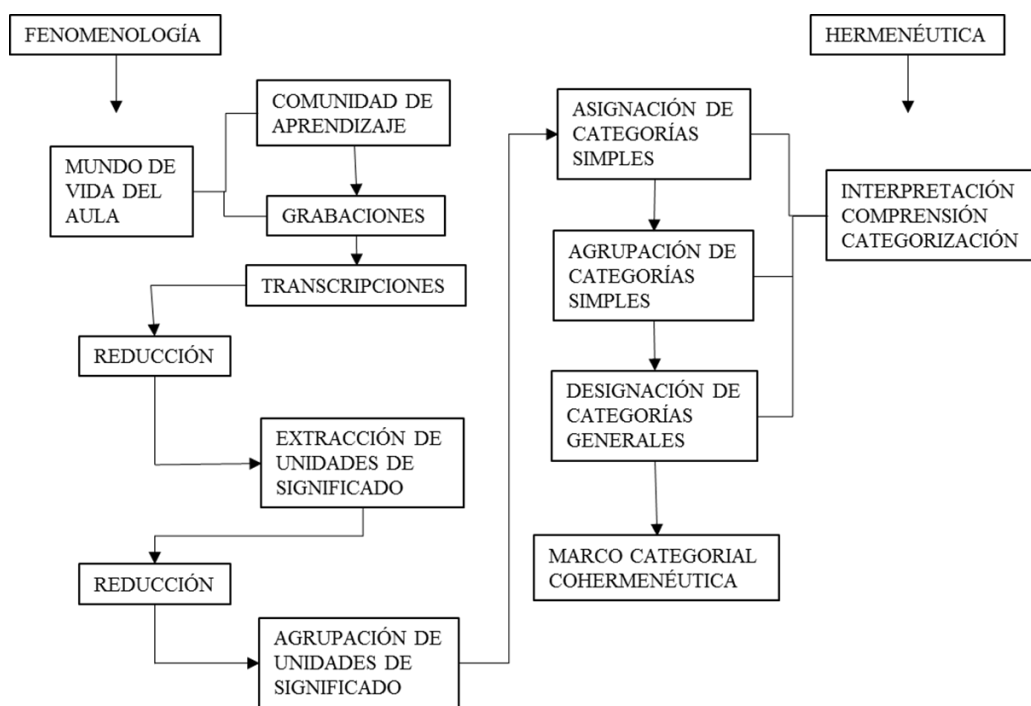 FENOMENOLOGÍA
MUNDO DE
VIDA DEL
AULA
COMUNIDAD DE
APRENDIZAJE
GRABACIONES
TRANSCRIPCIONES
REDUCCIÓN
EXTRACCIÓN DE
UNIDADES DE
SIGNIFICADO
REDUCCIÓN
AGRUPACIÓN DE
UNIDADES DE
SIGNIFICADO
ASIGNACIÓN DE
CATEGORÍAS
SIMPLES
AGRUPACIÓN DE
CATEGORÍAS
SIMPLES
DESIGNACIÓN DE
CATEGORÍAS
GENERALES
MARCO CATEGORIAL
COHERMENÉUTICA
HERMENÉUTICA
INTERPRETACIÓN
COMPRENSIÓN
CATEGORIZACIÓN